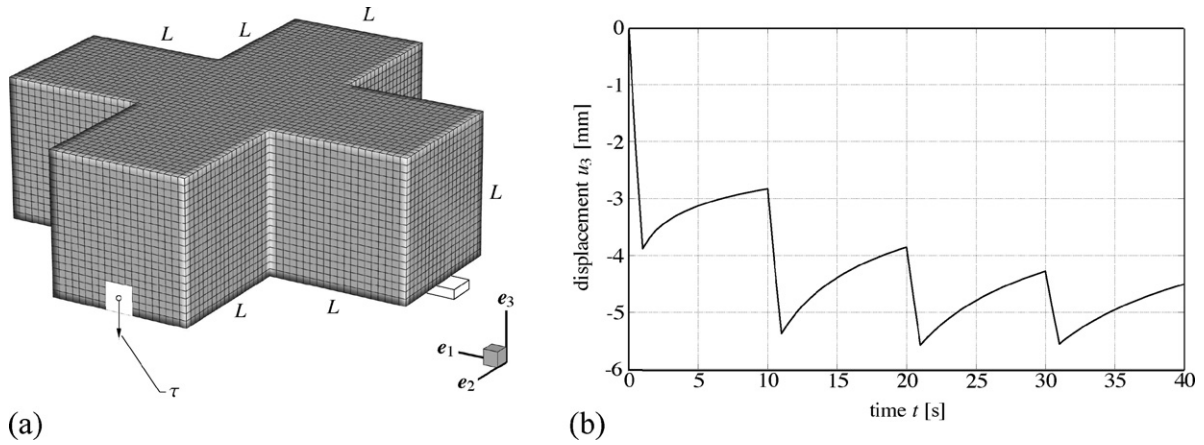 L
L
L
L
L
L
τ
e₃
e₁
e₂
(a)
0
-1
-2
-3
-4
-5
-6
displacement u₃ [mm]
0 5 10 15 20 25 30 35 40
time t [s]
(b)